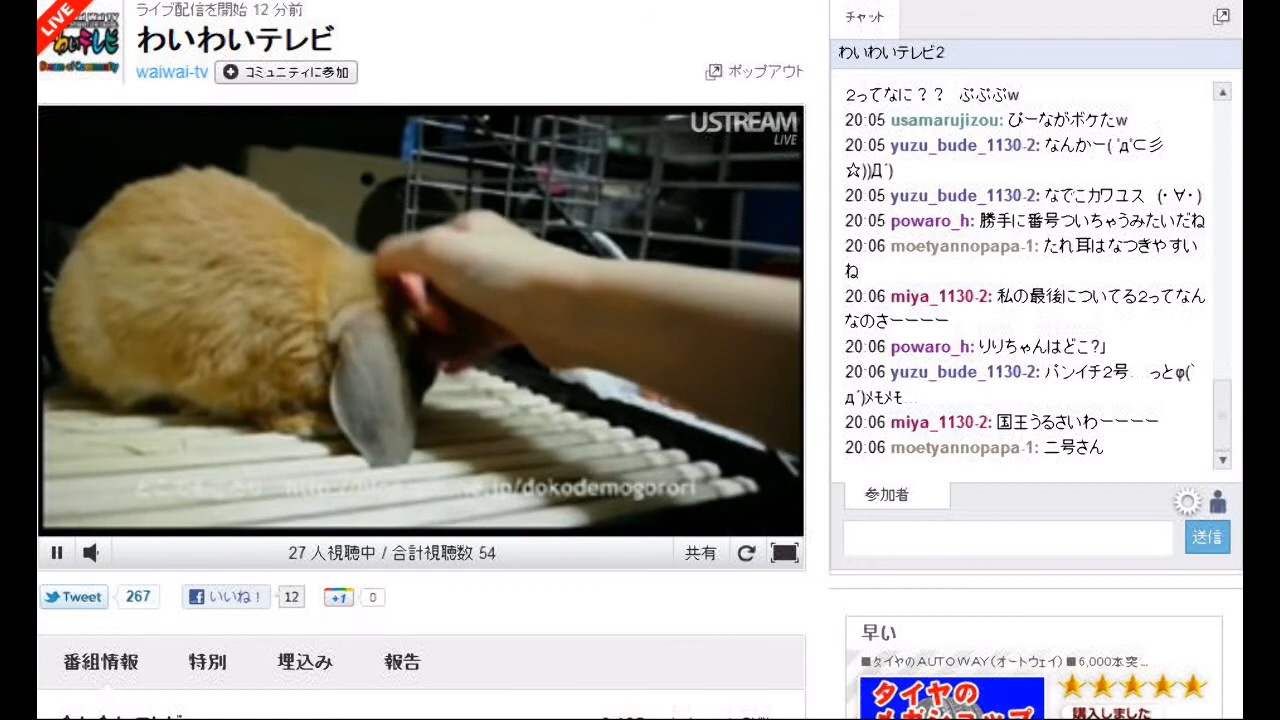 ライブ配信を開始 12 分前
LIVE
わいわいテレビ
waiwai-tv
コミュニティに参加
ポップアウト
USTREAM
LIVE
/dokodemogorori
27 人視聴中 / 合計視聴数 54
共有
Tweet
267
いいね！
12
+1
0
番組情報
特別
埋込み
報告
チャット
わいわいテレビ2
2ってなに？？ ぷぷぷw
20:05 usamarujizou: びーながボケたw
20:05 yuzu_bude_1130-2: なんかー( 'д'⊂彡
☆))Д´)
20:05 yuzu_bude_1130-2: なでこカワユス （・∀・）
20:05 powaro_h: 勝手に番号ついちゃうみたいだね
20:06 moetyannopapa-1: たれ耳はなつきやすい
ね
20:06 miya_1130-2: 私の最後についてる2ってなん
なのさーーーー
20:06 powaro_h: りりちゃんはどこ?」
20:06 yuzu_bude_1130-2: パンイチ2号… っとφ(`
д´)ﾒﾓﾒﾓ...
20:06 miya_1130-2: 国王うるさいわーーーー
20:06 moetyannopapa-1: 二号さん
参加者
送信
早い
■タイヤのAUTOWAY(オートウェイ)■6,000本突...
タイヤの
購入しました